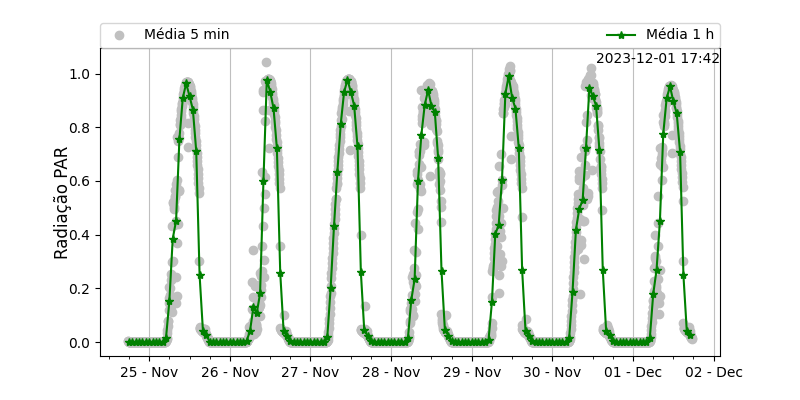 Média 5 min
Média 1 h
2023-12-01 17:42
Radiação PAR
1.0
0.8
0.6
0.4
0.2
0.0
25 - Nov
26 - Nov
27 - Nov
28 - Nov
29 - Nov
30 - Nov
01 - Dec
02 - Dec